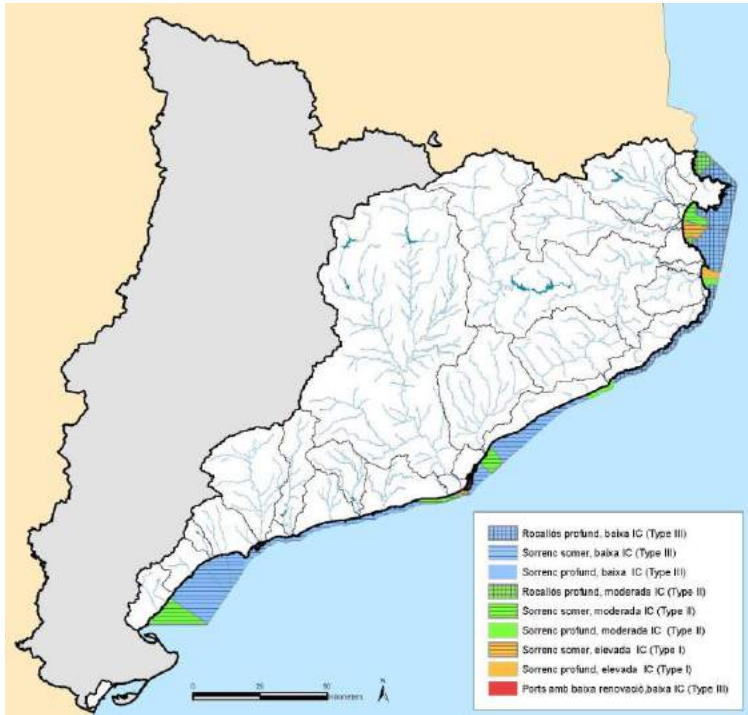 Rocallós profund, baixa IC (Type III)
Sorrenc somer, baixa IC (Type III)
Sorrenc profund, baixa IC (Type III)
Rocallós profund, moderada IC (Type II)
Sorrenc somer, moderada IC (Type II)
Sorrenc profund, moderada IC (Type II)
Sorrenc somer, elevada IC (Type I)
Sorrenc profund, elevada IC (Type I)
Ports amb baixa renovació, baixa IC (Type III)
0 25 50
Kilometers
N